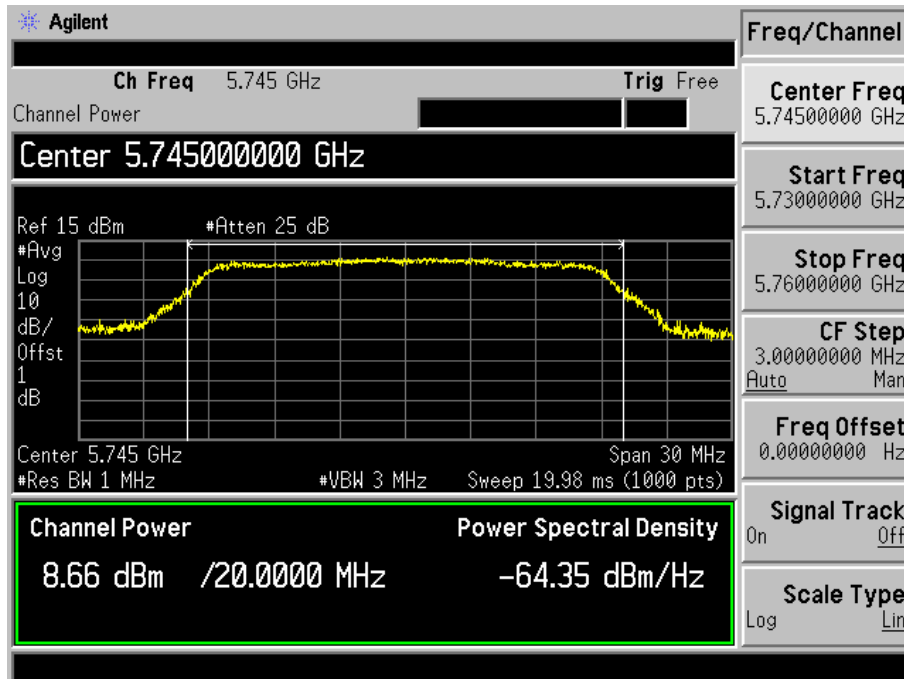 Agilent
Freq/Channel
Ch Freq 5.745 GHz Trig Free
Channel Power
Center 5.745000000 GHz
Ref 15 dBm #Atten 25 dB
#Avg
Log
10
dB/
Offst
1
dB
Center 5.745 GHz Span 30 MHz
#Res BW 1 MHz #VBW 3 MHz Sweep 19.98 ms (1000 pts)
Channel Power Power Spectral Density
8.66 dBm /20.0000 MHz -64.35 dBm/Hz
Center Freq
5.74500000 GHz
Start Freq
5.73000000 GHz
Stop Freq
5.76000000 GHz
CF Step
3.00000000 MHz
Auto Man
Freq Offset
0.00000000 Hz
Signal Track
On Off
Scale Type
Log Lin